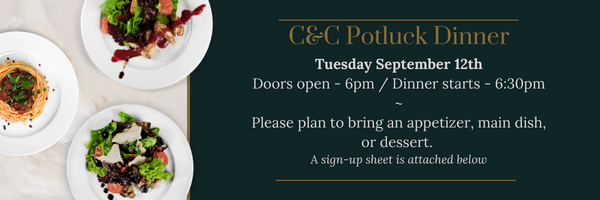 C&C Potluck Dinner
Tuesday September 12th
Doors open - 6pm / Dinner starts - 6:30pm
~
Please plan to bring an appetizer, main dish,
or dessert.
A sign-up sheet is attached below